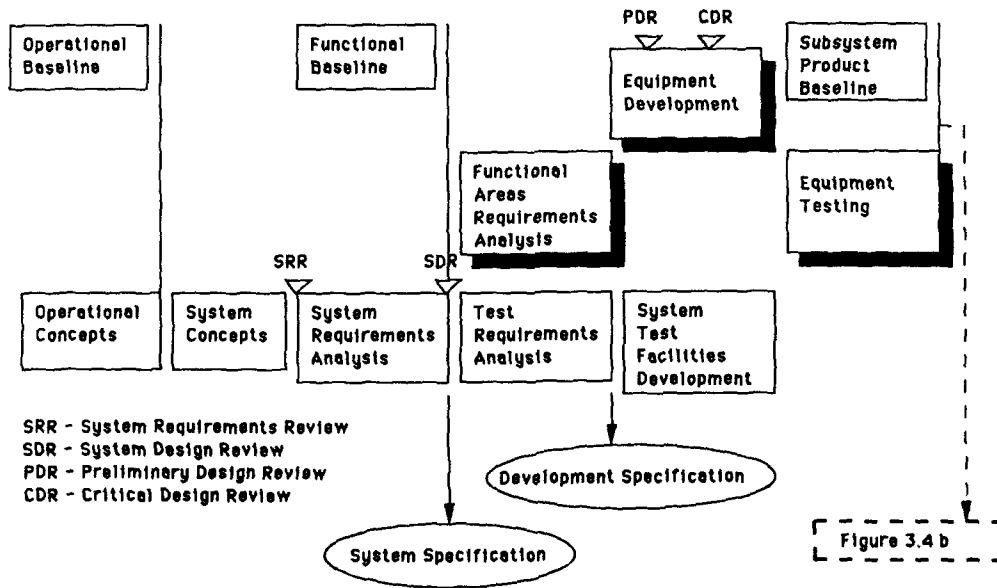 PDR
CDR
Operational
Baseline
Functional
Baseline
Equipment
Development
Subsystem
Product
Baseline
Functional
Areas
Requirements
Analysis
Equipment
Testing
SRR
SDR
Operational
Concepts
System
Concepts
System
Requirements
Analysis
Test
Requirements
Analysis
System
Test
Facilities
Development
SRR - System Requirements Review
SDR - System Design Review
PDR - Preliminary Design Review
CDR - Critical Design Review
Development Specification
System Specification
Figure 3.4 b